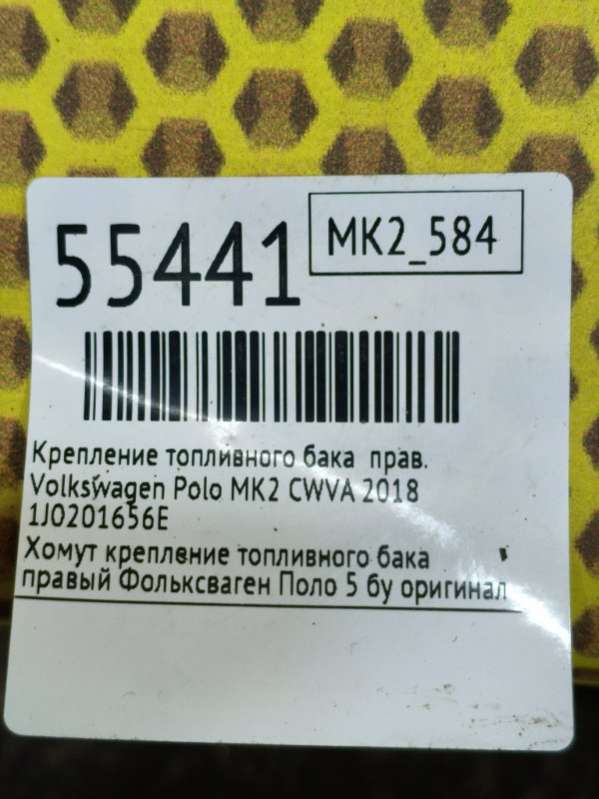 55441
MK2_584
Крепление топливного бака прав.
Volkswagen Polo MK2 CWVA 2018
1J0201656E
Хомут крепление топливного бака
правый Фольксваген Поло 5 бу оригинал